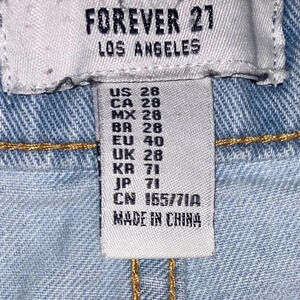 FOREVER 21
LOS ANGELES
US 28
CA 28
MX 28
BR 28
EU 40
UK 28
KR 71
JP 71
CN 165/71A
MADE IN CHINA